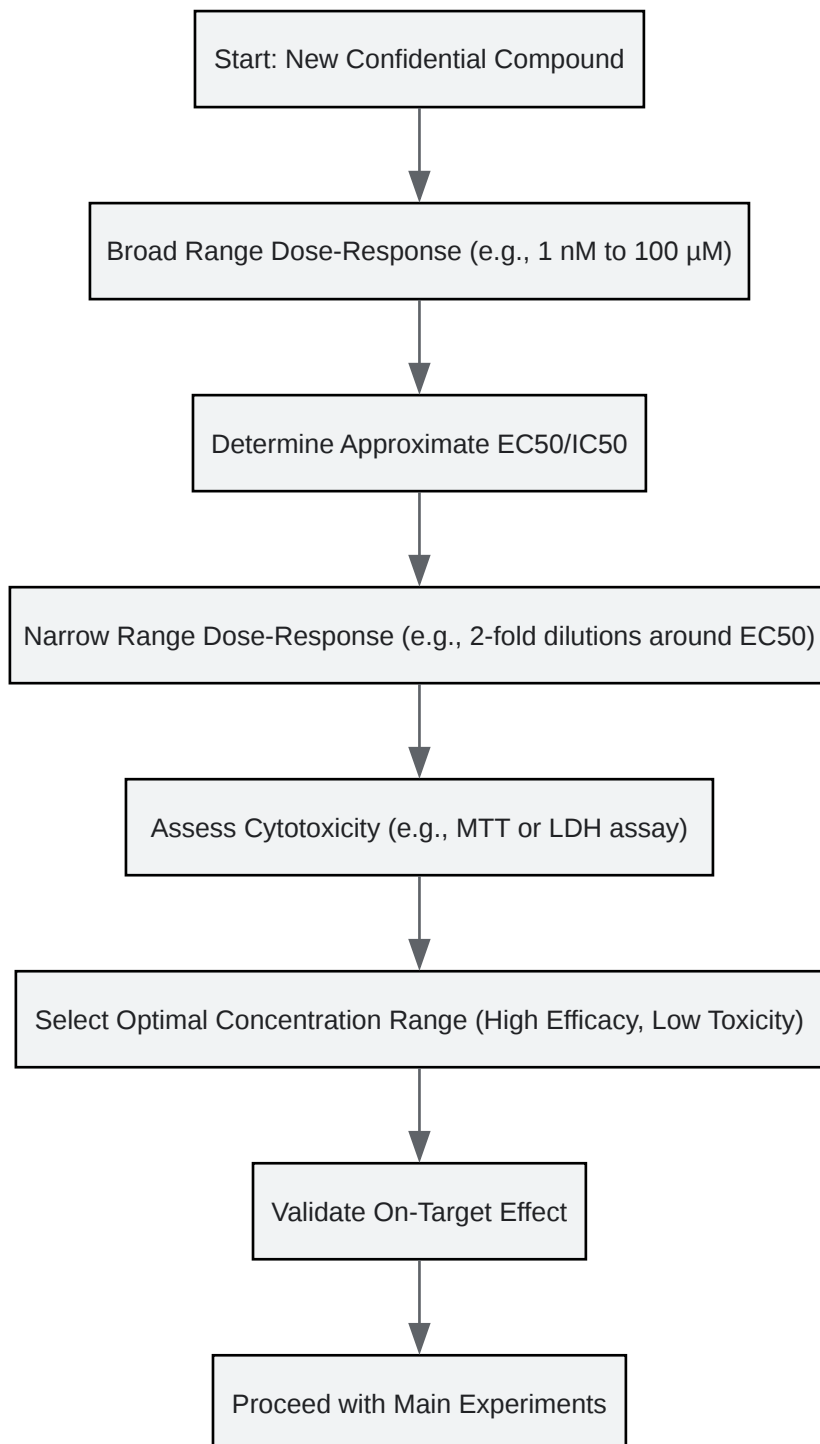 Start: New Confidential Compound
Broad Range Dose-Response (e.g., 1 nM to 100 µM)
Determine Approximate EC50/IC50
Narrow Range Dose-Response (e.g., 2-fold dilutions around EC50)
Assess Cytotoxicity (e.g., MTT or LDH assay)
Select Optimal Concentration Range (High Efficacy, Low Toxicity)
Validate On-Target Effect
Proceed with Main Experiments